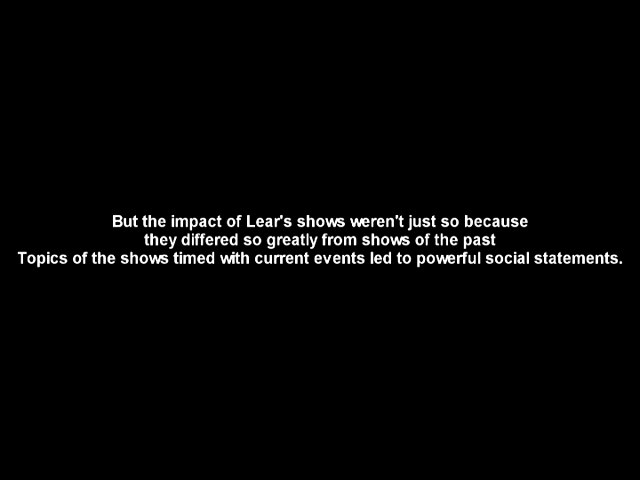 But the impact of Lear's shows weren't just so because
they differed so greatly from shows of the past
Topics of the shows timed with current events led to powerful social statements.